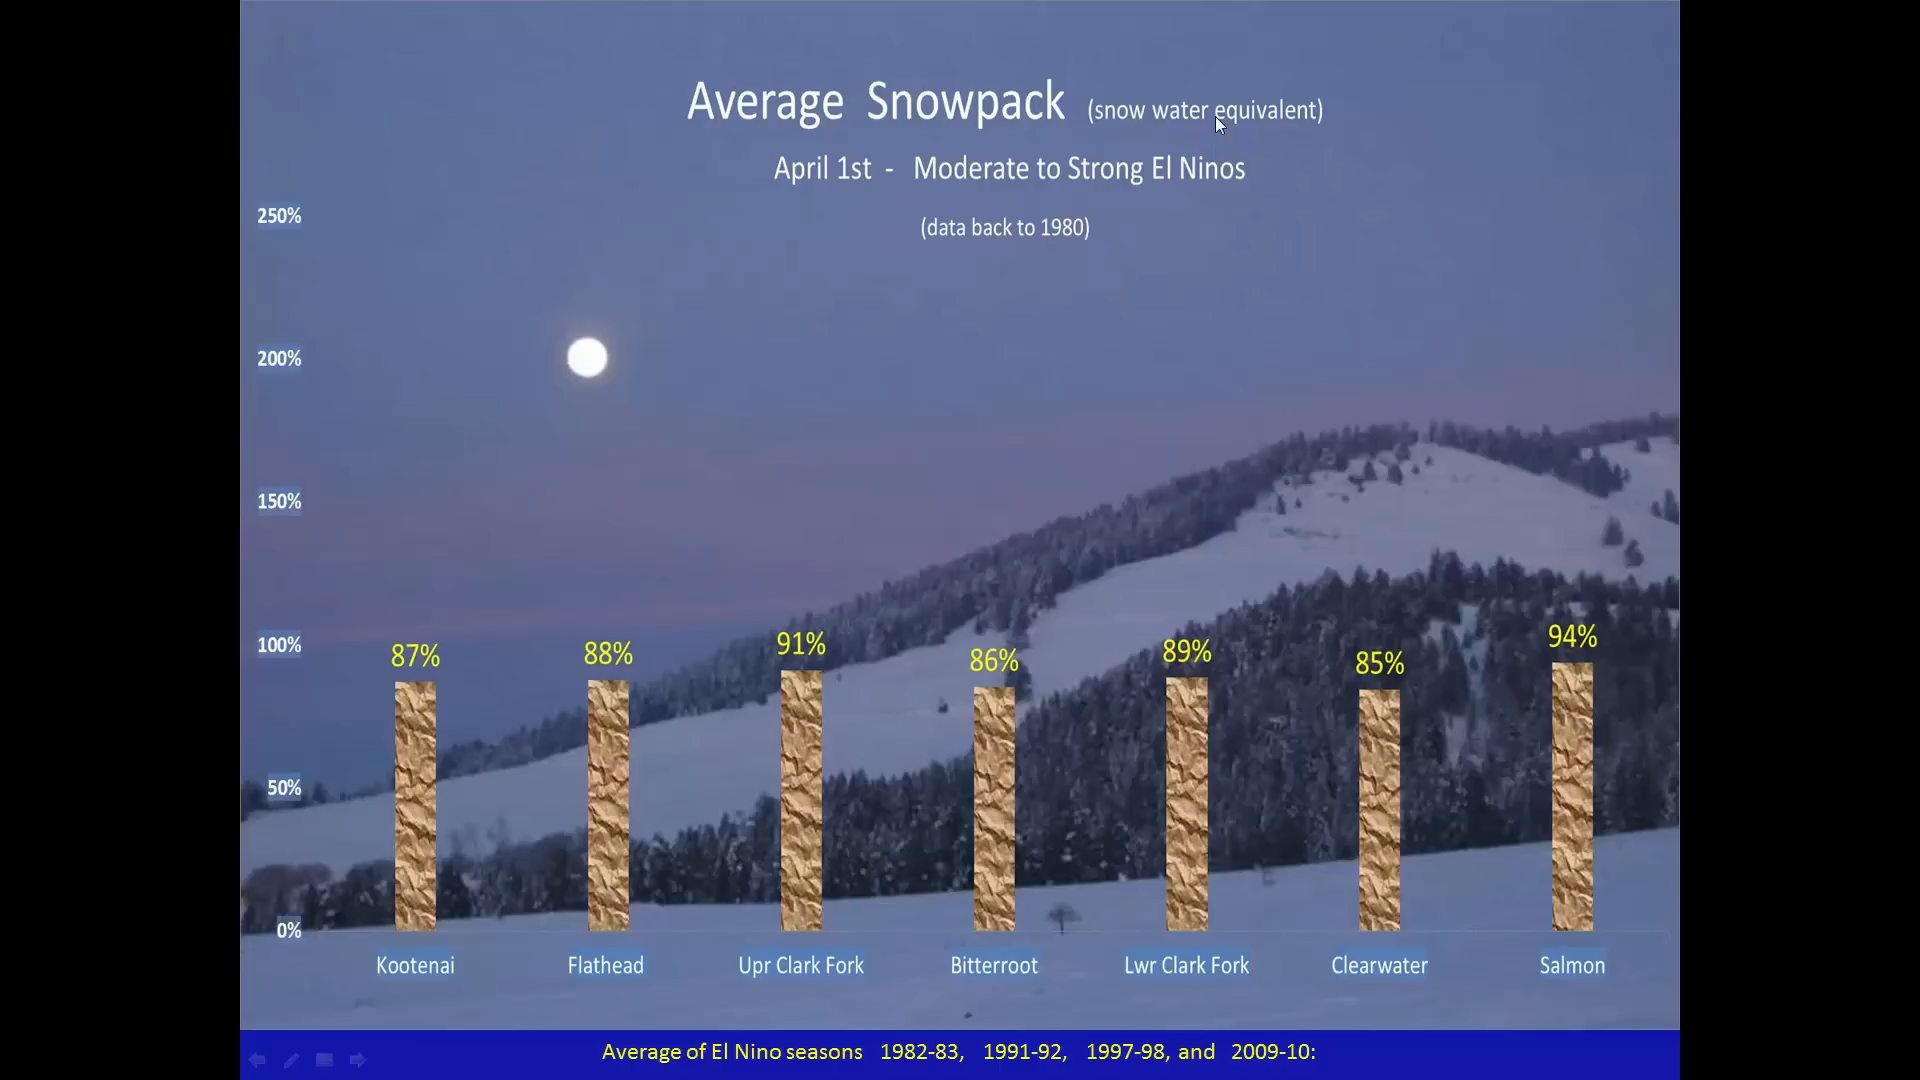 Average Snowpack (snow water equivalent)
April 1st - Moderate to Strong El Ninos
(data back to 1980)
250%
200%
150%
100%
50%
0%
87%
88%
91%
86%
89%
85%
94%
Kootenai
Flathead
Upr Clark Fork
Bitterroot
Lwr Clark Fork
Clearwater
Salmon
Average of El Nino seasons 1982-83, 1991-92, 1997-98, and 2009-10: